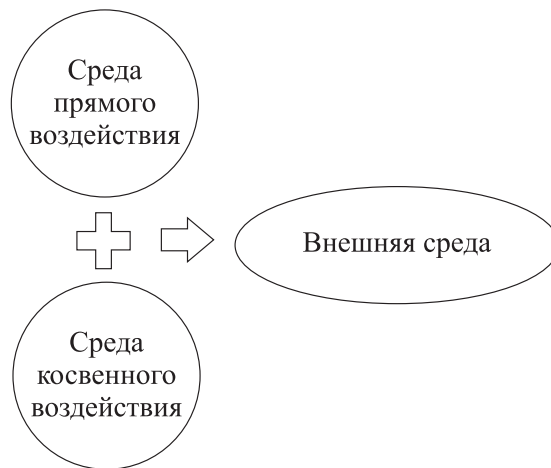 Среда
прямого
воздействия
Внешняя среда
Среда
косвенного
воздействия